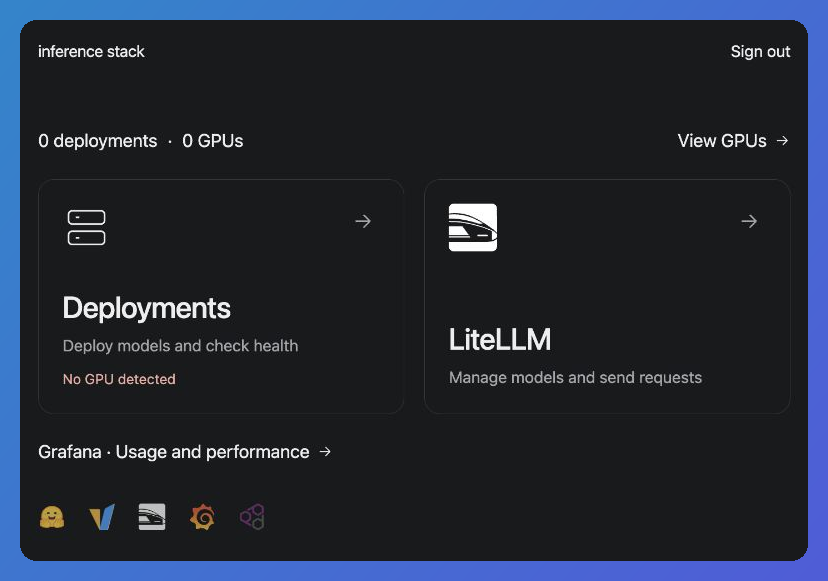 inference stack
Sign out
0 deployments · 0 GPUs
View GPUs →
Deployments
Deploy models and check health
No GPU detected
LiteLLM
Manage models and send requests
Grafana · Usage and performance →